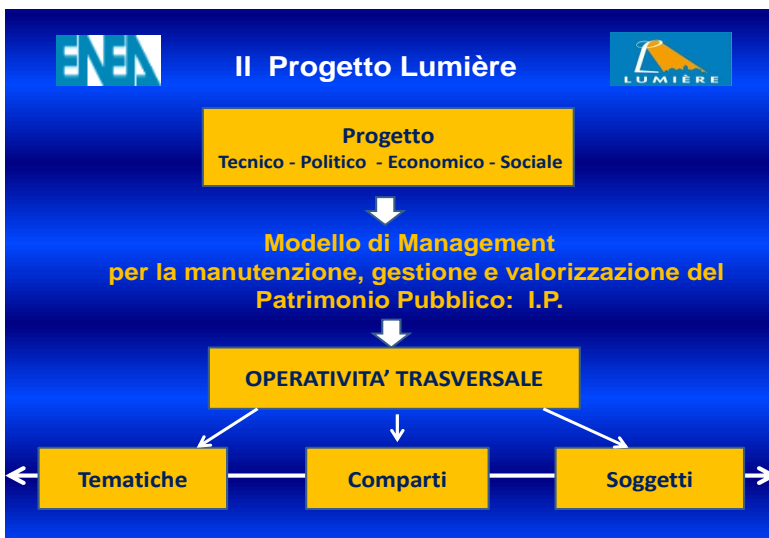 ENEA
Il Progetto Lumière
LUMIÈRE
Progetto
Tecnico - Politico - Economico - Sociale
Modello di Management
per la manutenzione, gestione e valorizzazione del
Patrimonio Pubblico: I.P.
OPERATIVITA' TRASVERSALE
Tematiche
Comparti
Soggetti